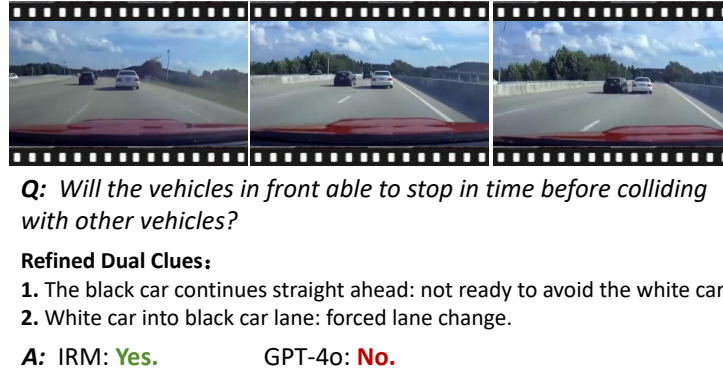 Q: Will the vehicles in front able to stop in time before colliding
with other vehicles?
Refined Dual Clues：
1. The black car continues straight ahead: not ready to avoid the white car
2. White car into black car lane: forced lane change.
A: IRM: Yes. GPT-4o: No.